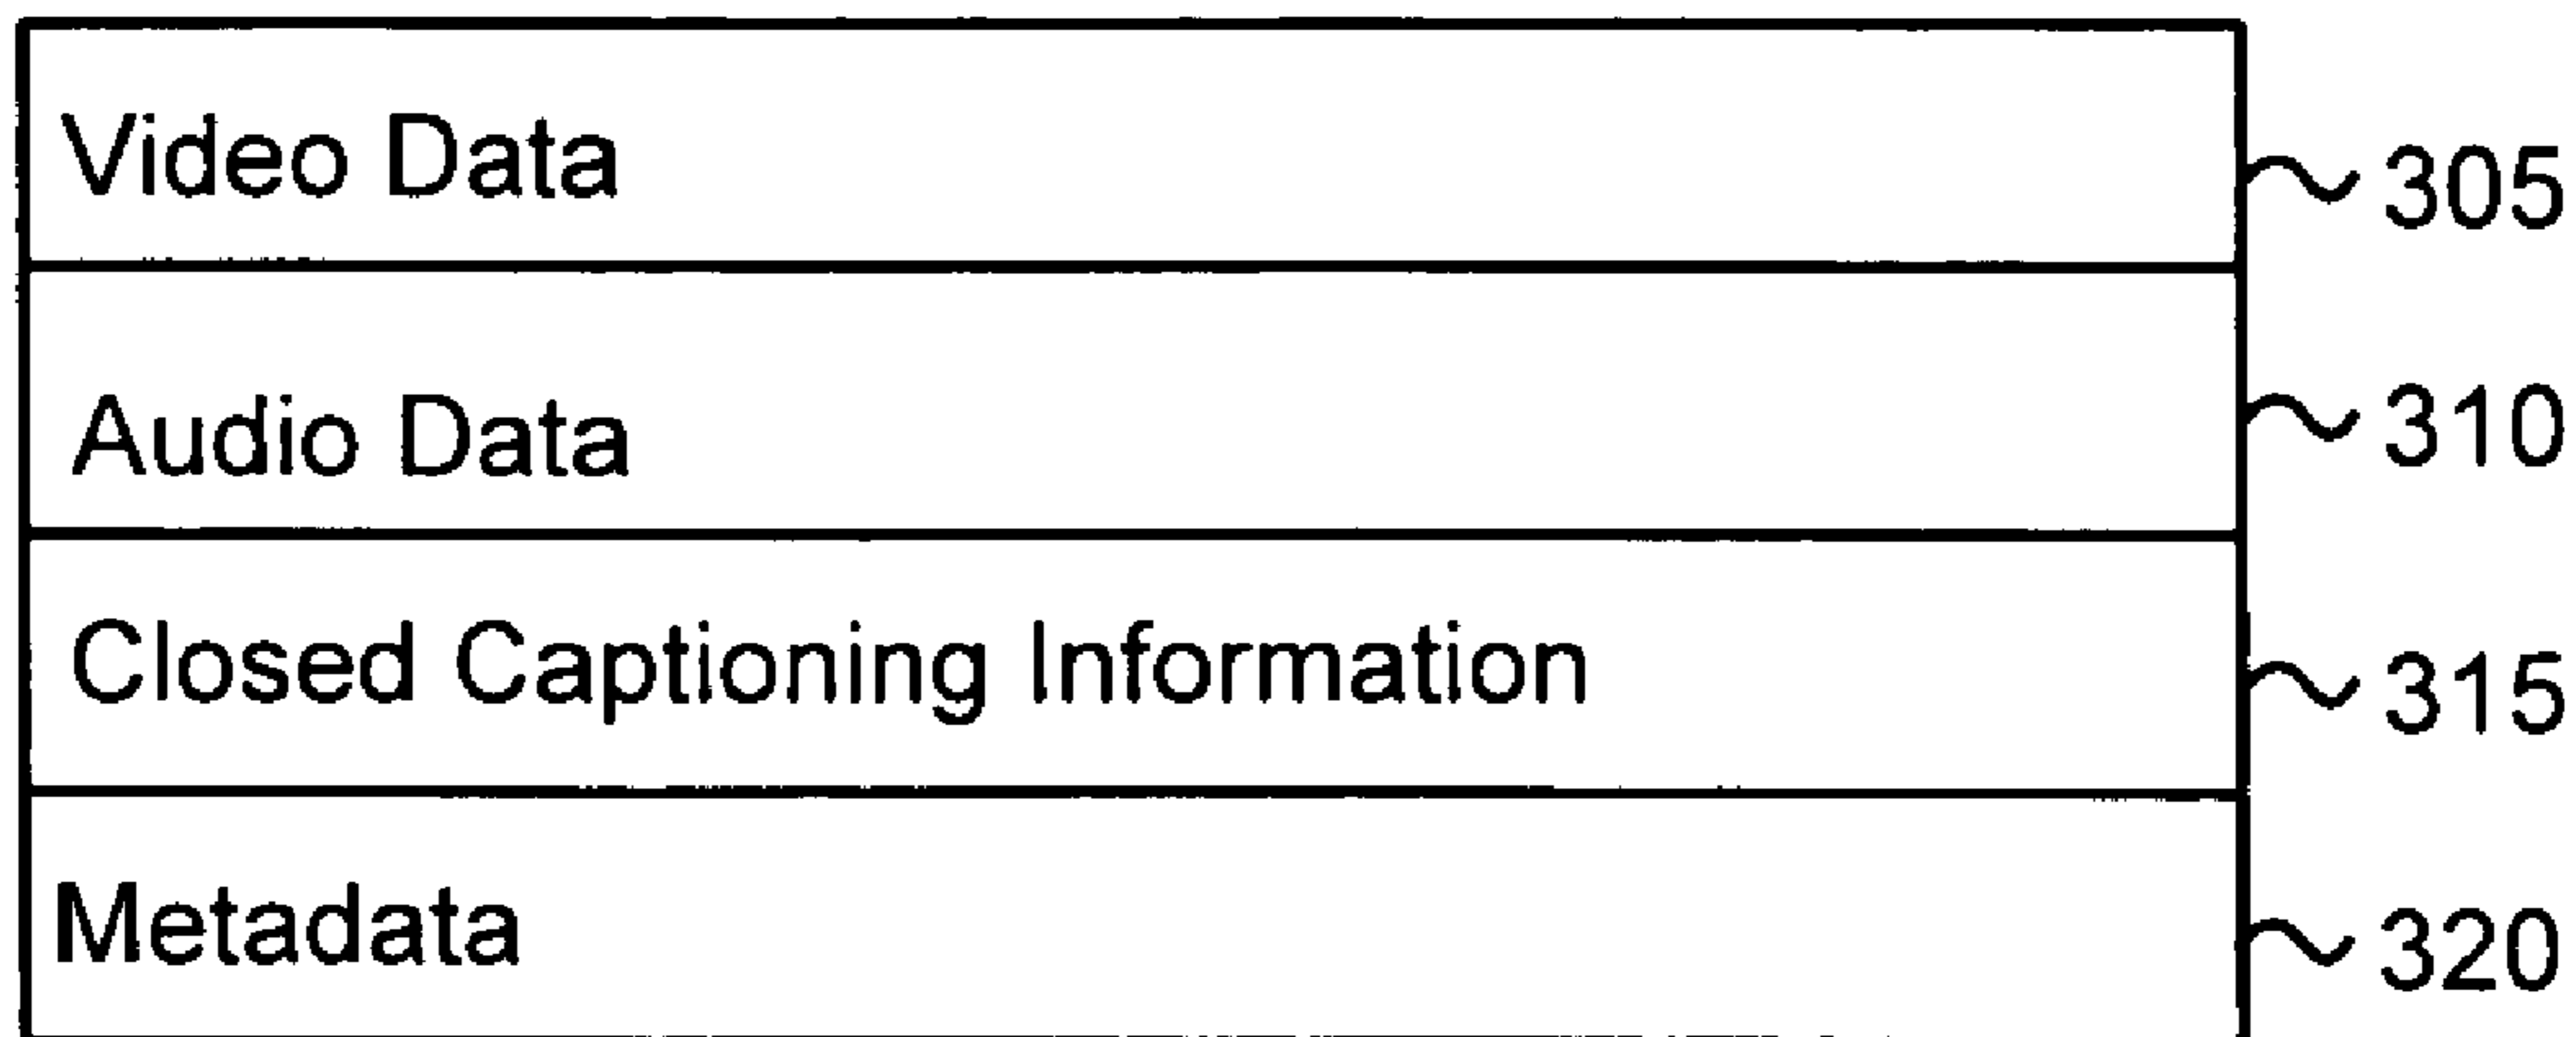 Video Data 305
Audio Data 310
Closed Captioning Information 315
Metadata 320